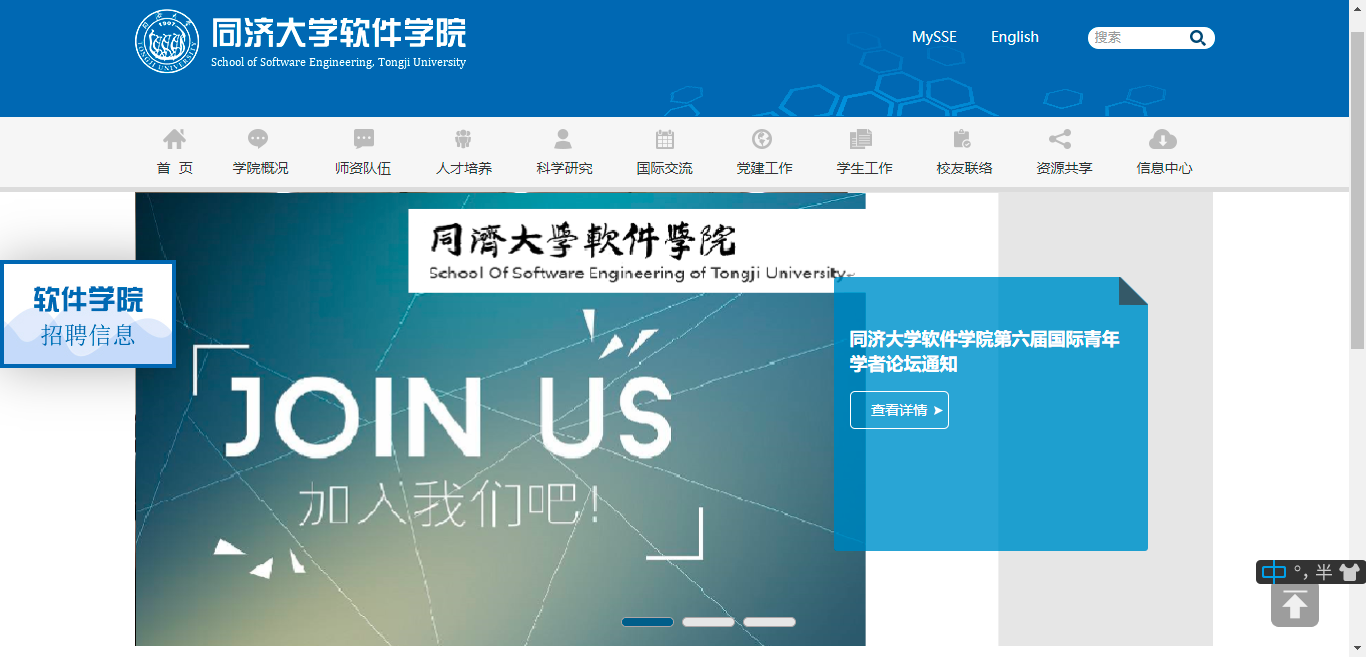 同济大学软件学院
School of Software Engineering, Tongji University
MySSE
English
搜索
首 页
学院概况
师资队伍
人才培养
科学研究
国际交流
党建工作
学生工作
校友联络
资源共享
信息中心
同濟大學軟件學院
School Of Software Engineering of Tongji University
软件学院
招聘信息
同济大学软件学院第六届国际青年
学者论坛通知
查看详情
JOIN US
加入我们吧!
中 °, 半